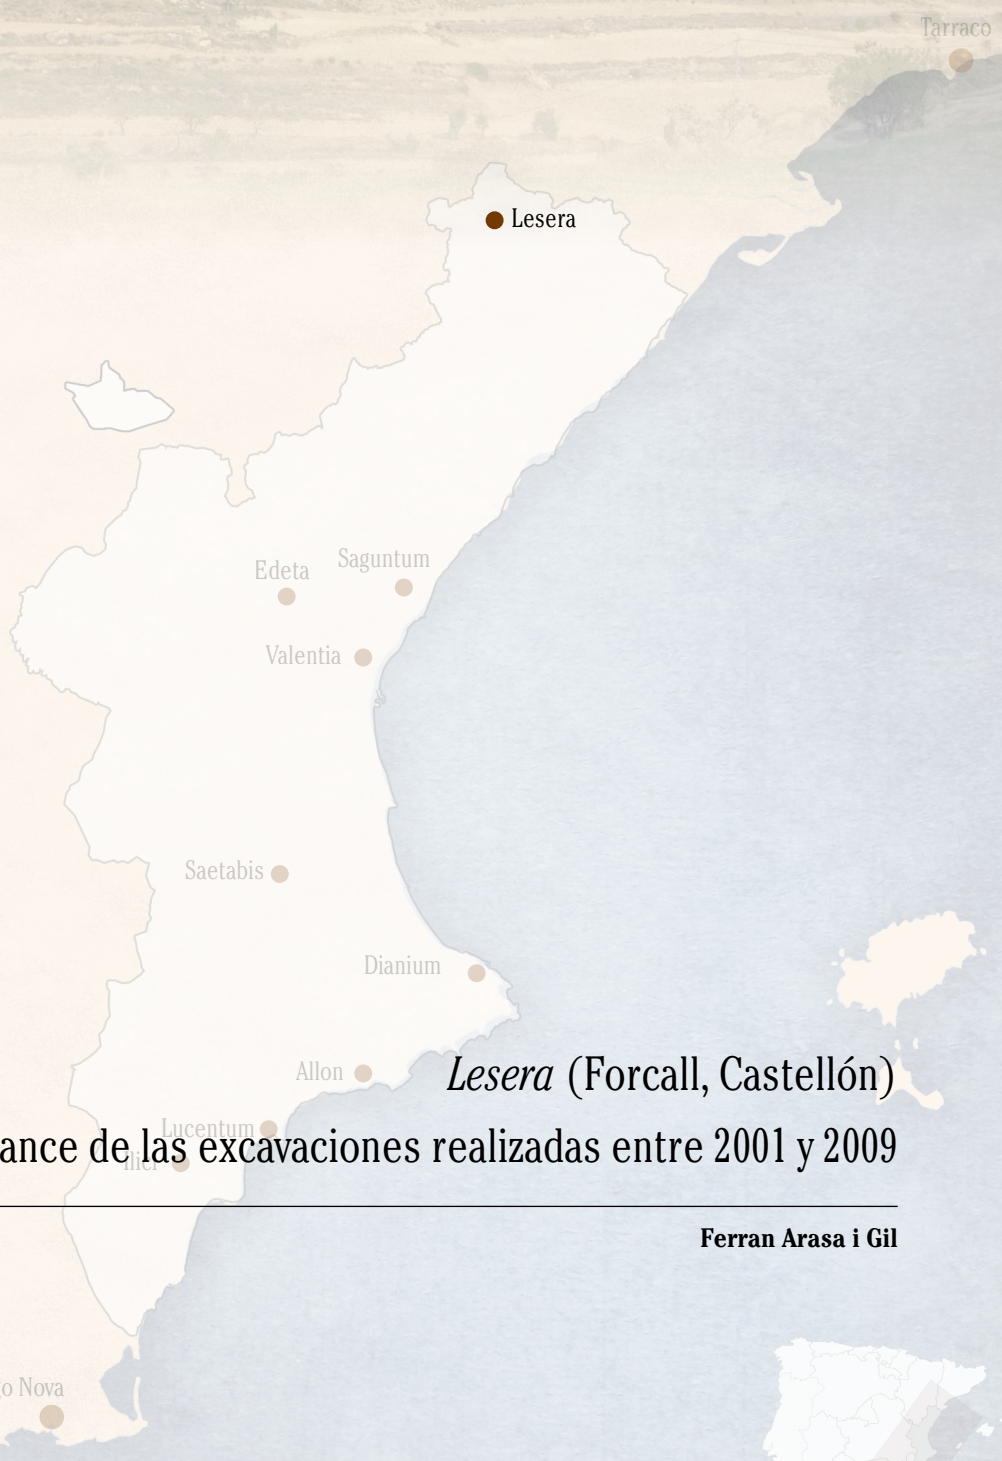 Tarraco
Lesera
Saguntum
Edeta
Valentia
Saetabis
Dianium
Allon
Lesera (Forcall, Castellón)
Lucentum
ance de las excavaciones realizadas entre 2001 y 2009
Ilici
Ferran Arasa i Gil
o Nova